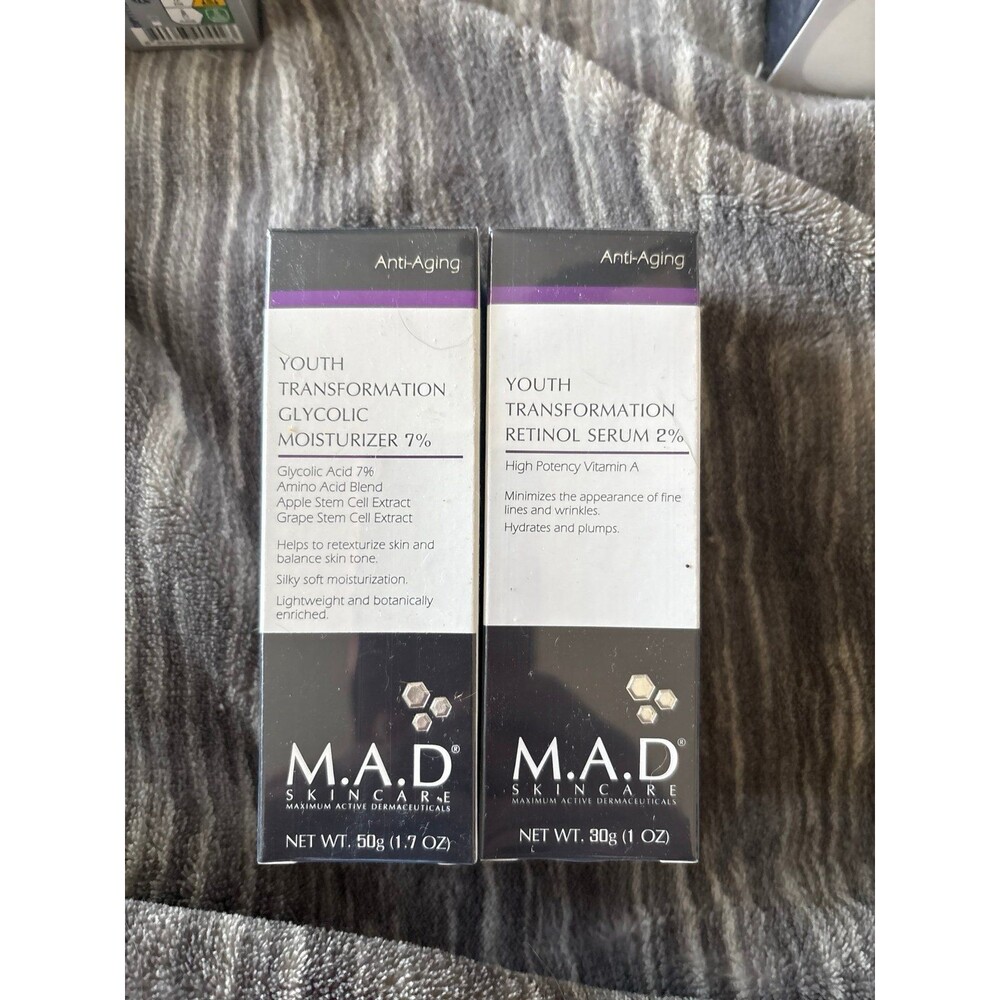 Anti-Aging
YOUTH
TRANSFORMATION
GLYCOLIC
MOISTURIZER 7%
Glycolic Acid 7%
Amino Acid Blend
Apple Stem Cell Extract
Grape Stem Cell Extract
Helps to retexturize skin and
balance skin tone.
Silky soft moisturization.
Lightweight and botanically
enriched.
M.A.D®
SKINCARE
MAXIMUM ACTIVE DERMACEUTICALS
NET WT. 50g (1.7 OZ)
Anti-Aging
YOUTH
TRANSFORMATION
RETINOL SERUM 2%
High Potency Vitamin A
Minimizes the appearance of fine
lines and wrinkles.
Hydrates and plumps.
M.A.D®
SKINCARE
MAXIMUM ACTIVE DERMACEUTICALS
NET WT. 30g (1 OZ)